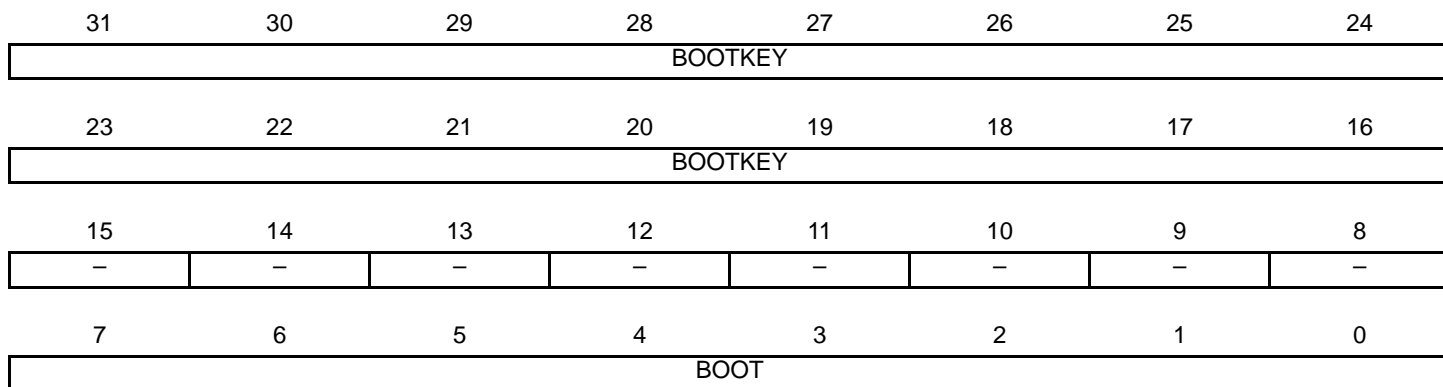 31 30 29 28 27 26 25 24
BOOTKEY
23 22 21 20 19 18 17 16
BOOTKEY
15 14 13 12 11 10 9 8
– – – – – – – –
7 6 5 4 3 2 1 0
BOOT